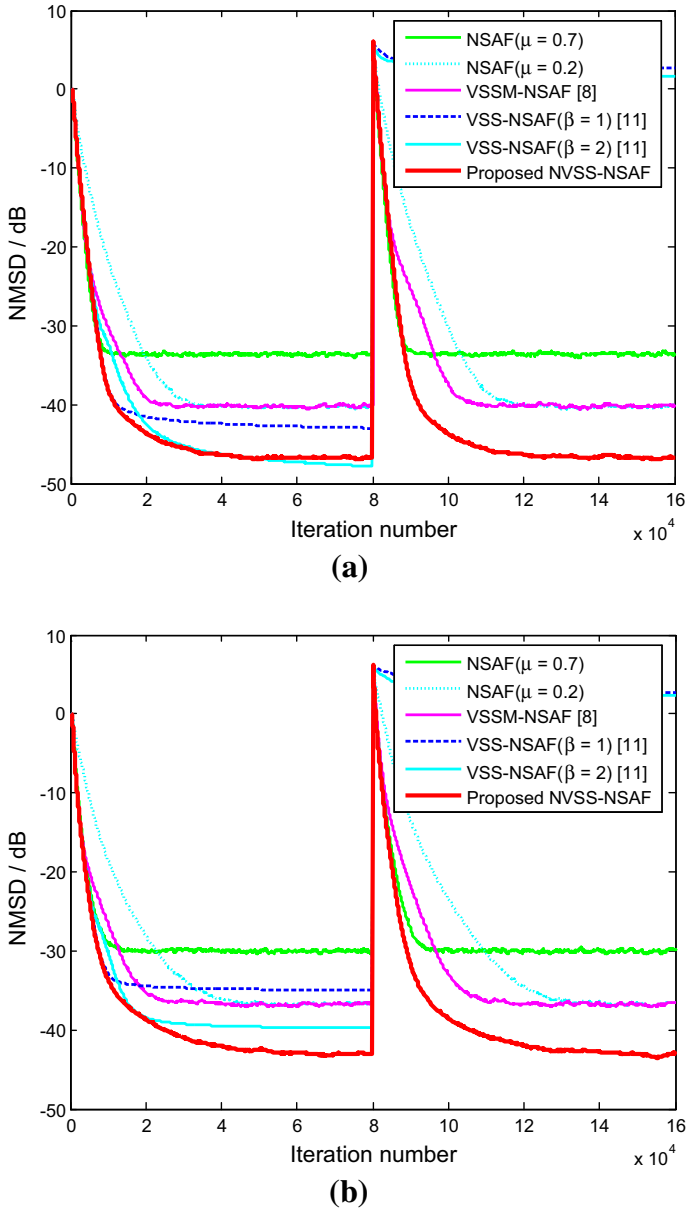 10
0
-10
-20
-30
-40
-50
NMSD / dB
NSAF(μ = 0.7)
NSAF(μ = 0.2)
VSSM-NSAF [8]
VSS-NSAF(β = 1) [11]
VSS-NSAF(β = 2) [11]
Proposed NVSS-NSAF
0 2 4 6 8 10 12 14 16
Iteration number
x 10^4
(a)
10
0
-10
-20
-30
-40
-50
NMSD / dB
NSAF(μ = 0.7)
NSAF(μ = 0.2)
VSSM-NSAF [8]
VSS-NSAF(β = 1) [11]
VSS-NSAF(β = 2) [11]
Proposed NVSS-NSAF
0 2 4 6 8 10 12 14 16
Iteration number
x 10^4
(b)